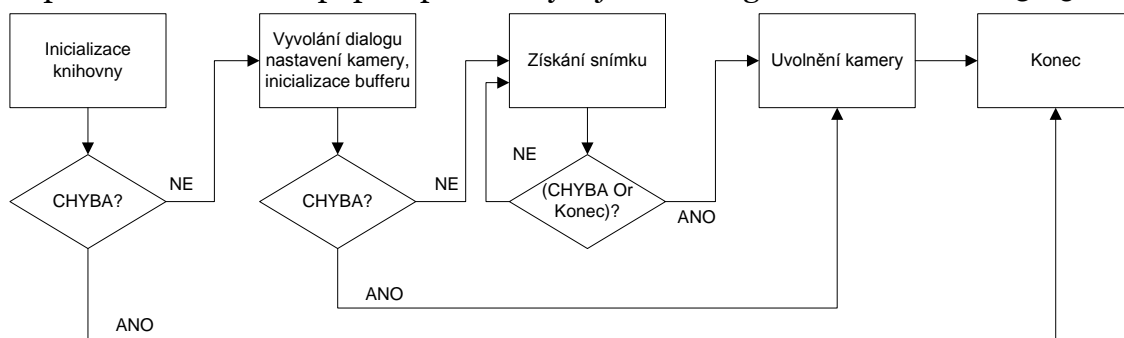 Inicializace
knihovny
CHYBA?
NE
ANO
Vyvolání dialogu
nastavení kamery,
inicializace bufferu
CHYBA?
NE
ANO
Získání snímku
NE
(CHYBA Or
Konec)?
ANO
Uvolnění kamery
Konec